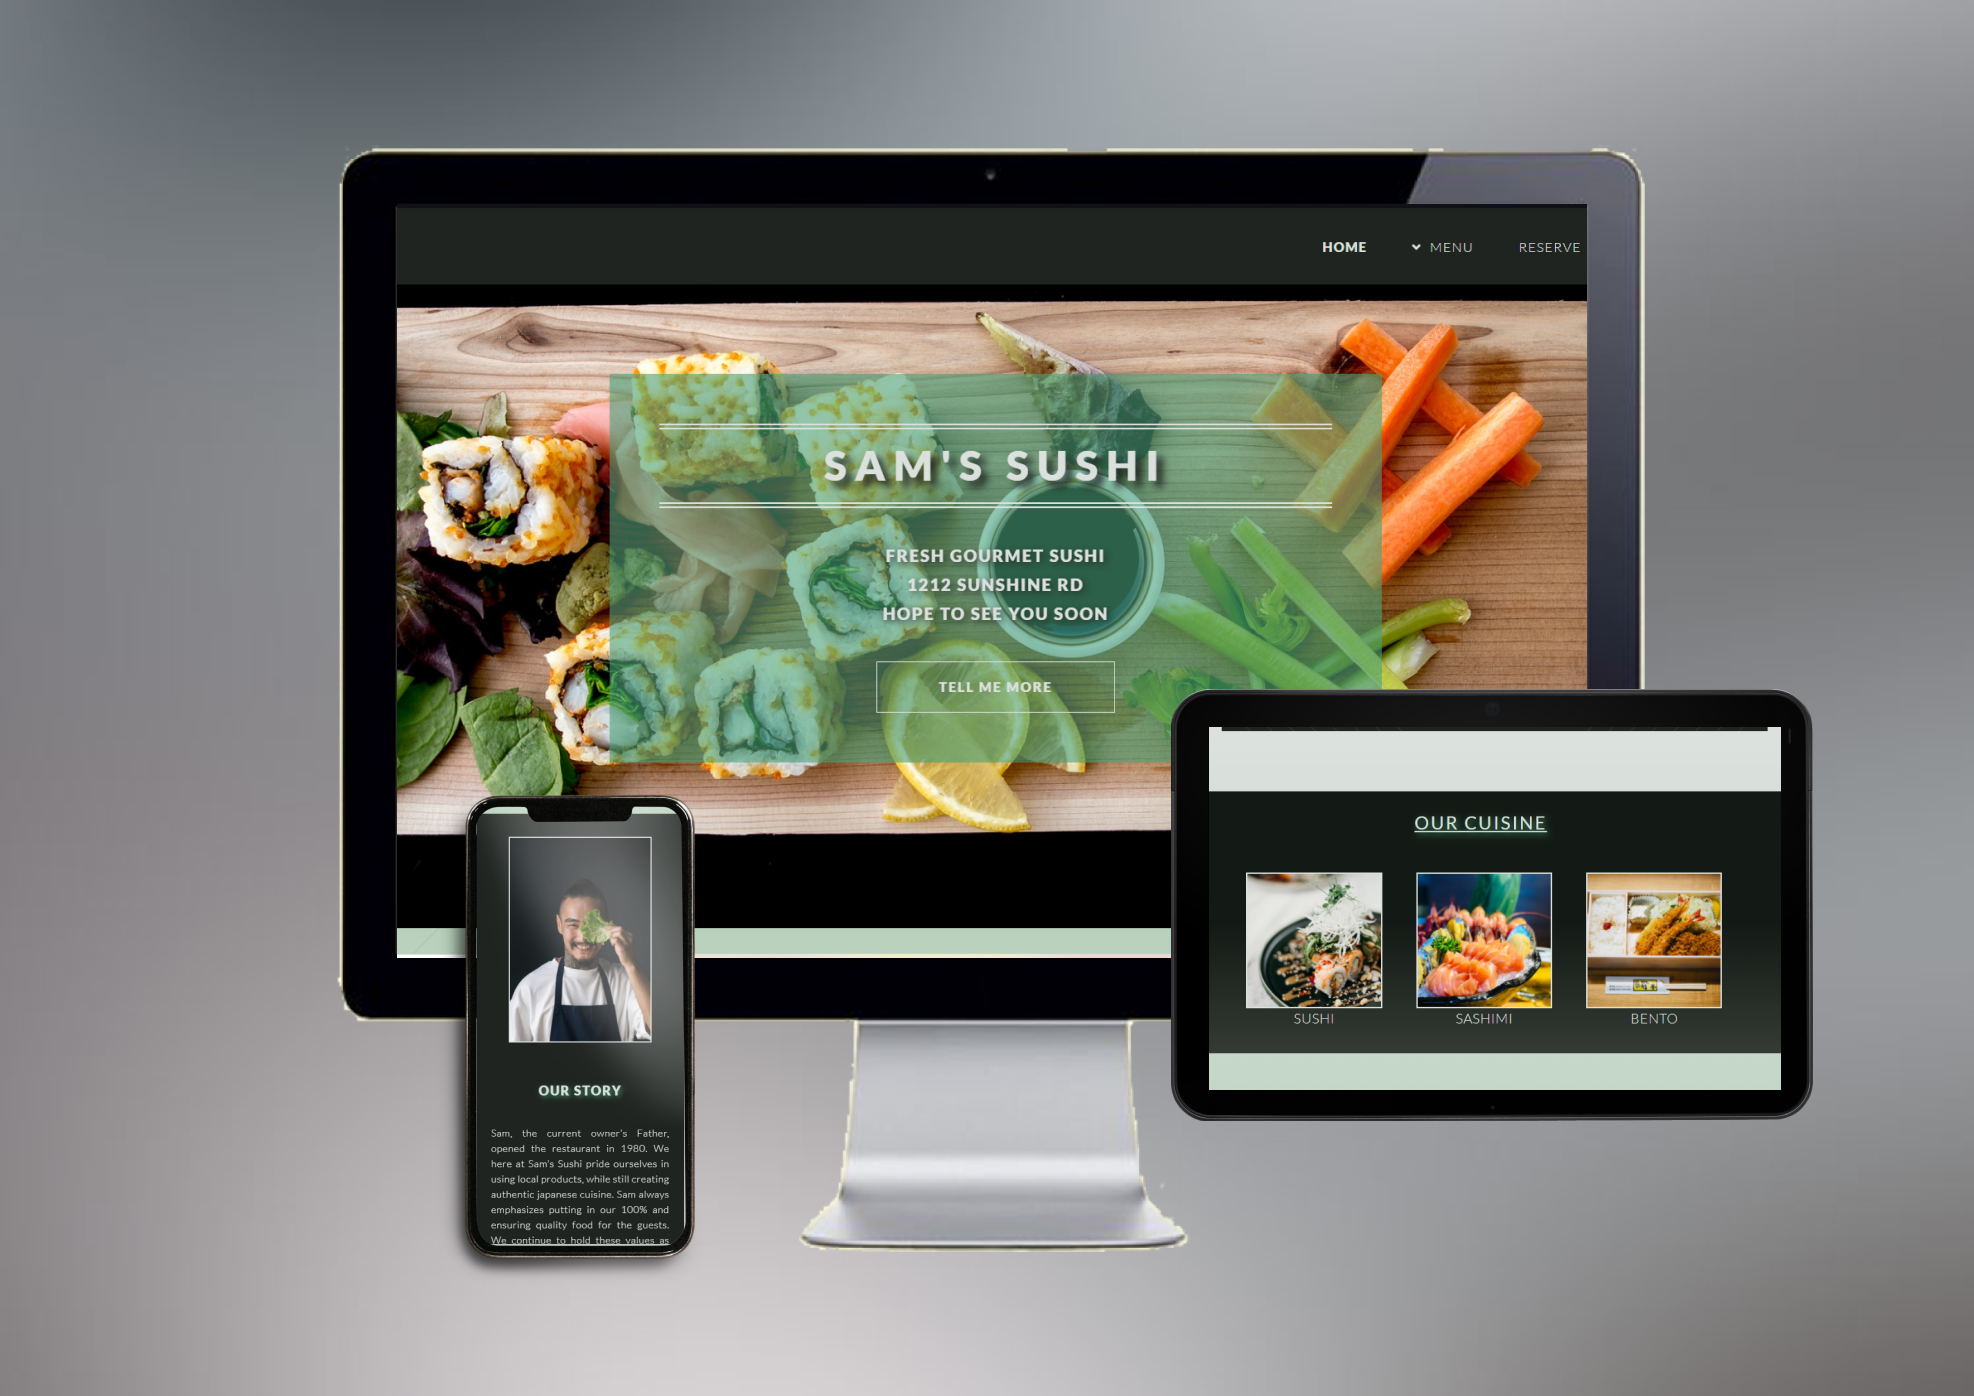 HOME MENU RESERVE
SAM'S SUSHI
FRESH GOURMET SUSHI
1212 SUNSHINE RD
HOPE TO SEE YOU SOON
TELL ME MORE
OUR CUISINE
SUSHI SASHIMI BENTO
OUR STORY
Sam, the current owner's Father,
opened the restaurant in 1980. We
here at Sam's Sushi pride ourselves in
using local products, while still creating
authentic japanese cuisine. Sam always
emphasizes putting in our 100% and
ensuring quality food for the guests.
We continue to hold these values as